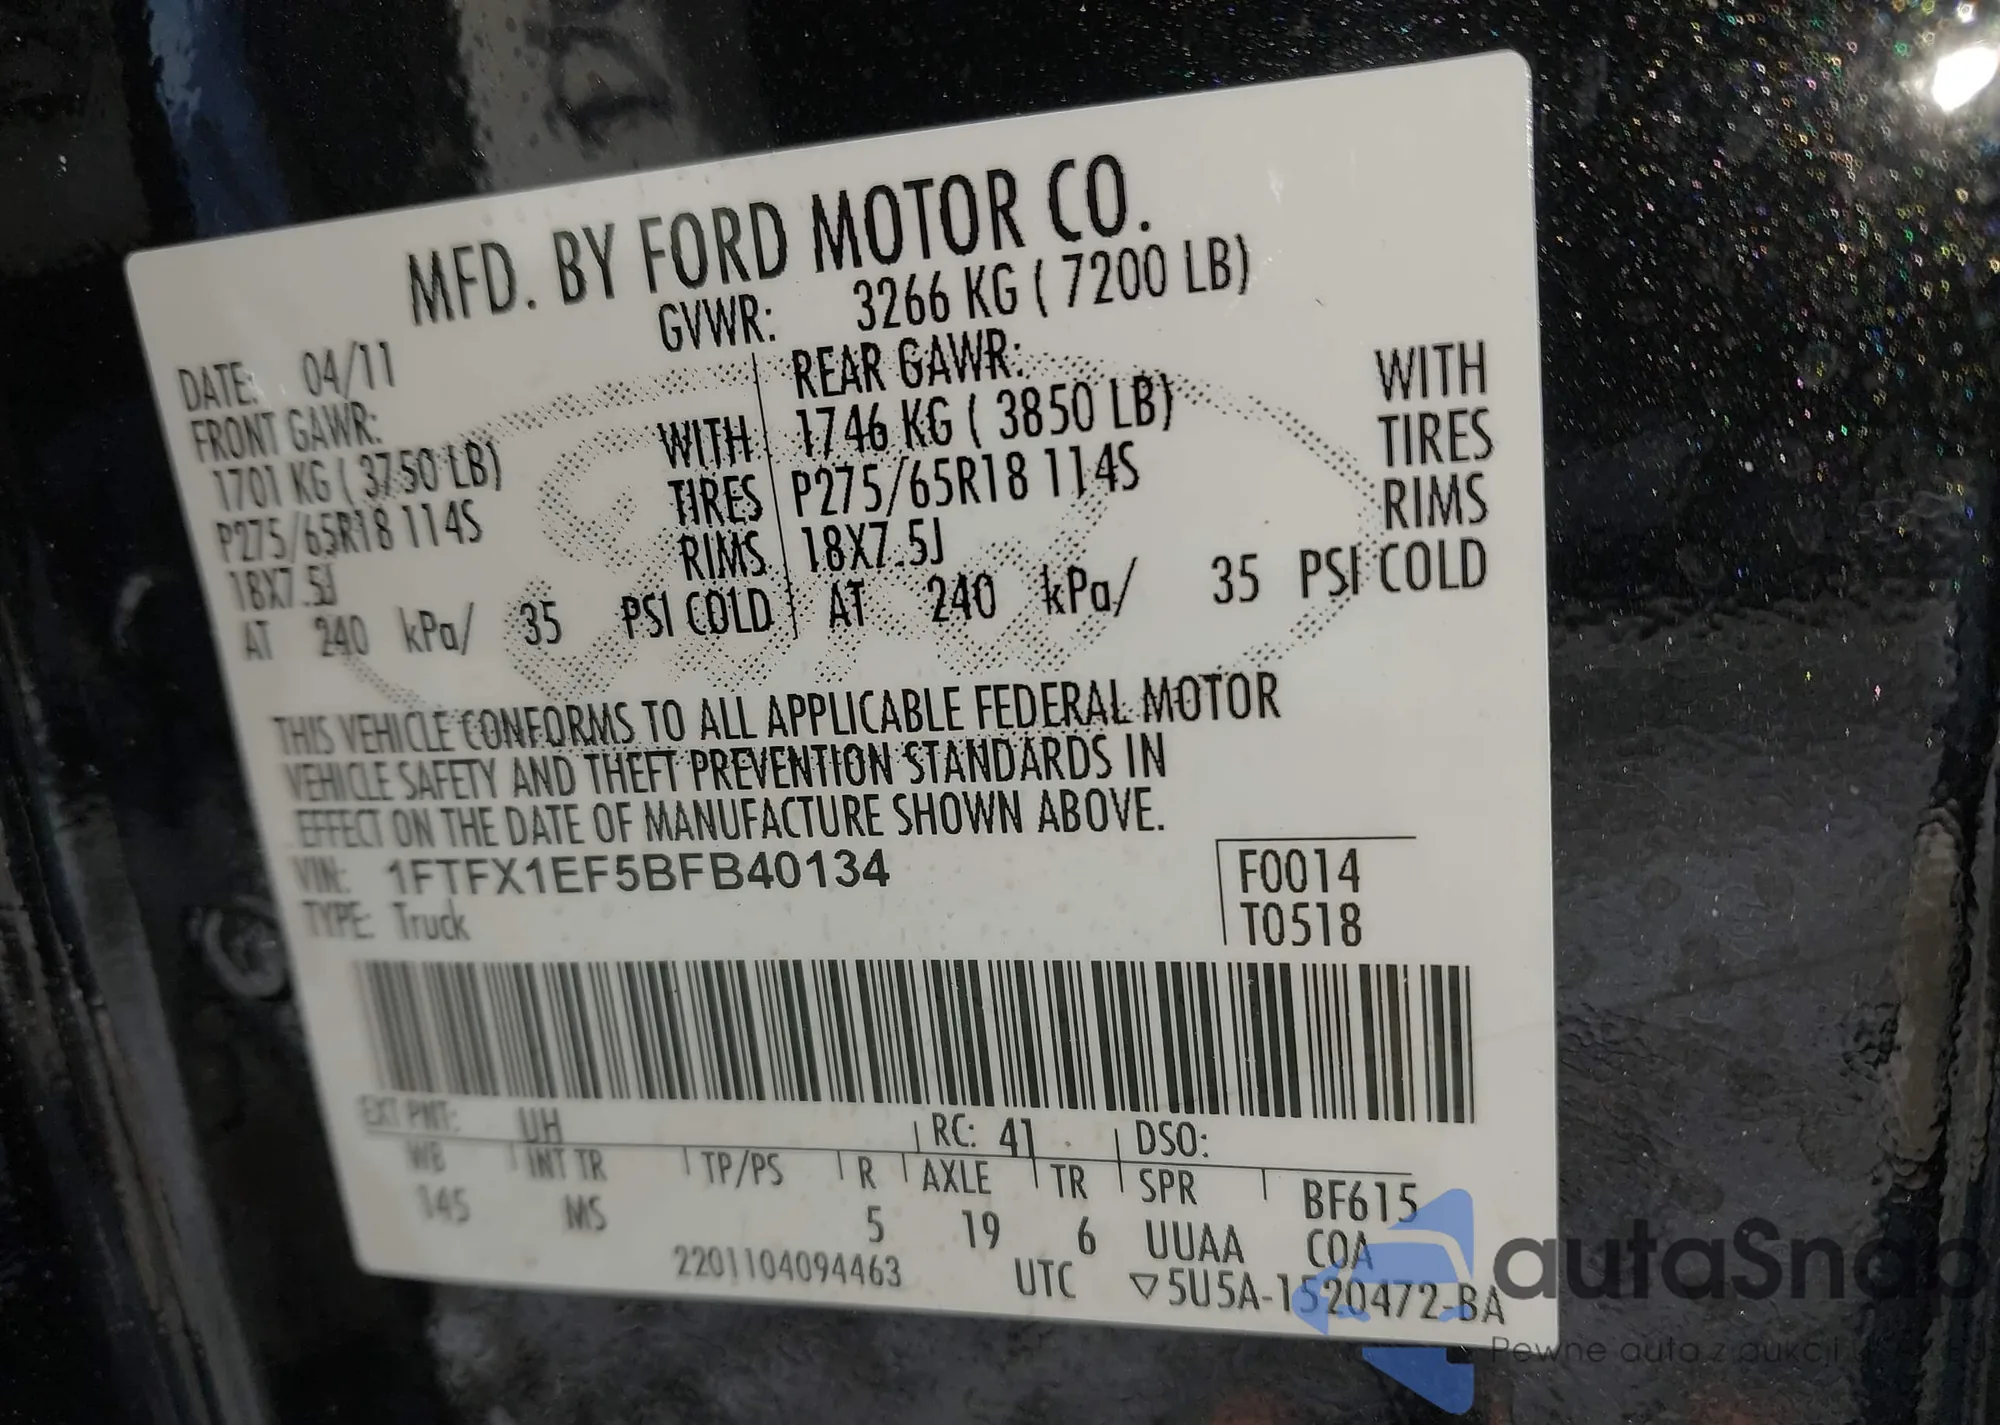 MFD. BY FORD MOTOR CO.
GVWR: 3266 KG ( 7200 LB)
DATE: 04/11
FRONT GAWR:
1701 KG ( 3750 LB) WITH
P275/65R18 114S TIRES
18X7.5J RIMS
AT 240 kPa/ 35 PSI COLD
REAR GAWR: WITH
1746 KG ( 3850 LB) TIRES
P275/65R18 114S RIMS
18X7.5J
AT 240 kPa/ 35 PSI COLD
THIS VEHICLE CONFORMS TO ALL APPLICABLE FEDERAL MOTOR
VEHICLE SAFETY AND THEFT PREVENTION STANDARDS IN
EFFECT ON THE DATE OF MANUFACTURE SHOWN ABOVE.
VIN: 1FTFX1EF5BFB40134
TYPE: Truck
F0014
T0518
EXT PNT: UH RC: 41 DSO:
WB INT TR TP/PS R AXLE TR SPR BF615
145 MS 5 19 6 UUAA COA
2201104094463 UTC ▽5U5A-1520472-BA
autaSnap
Pewne auta z aukcji